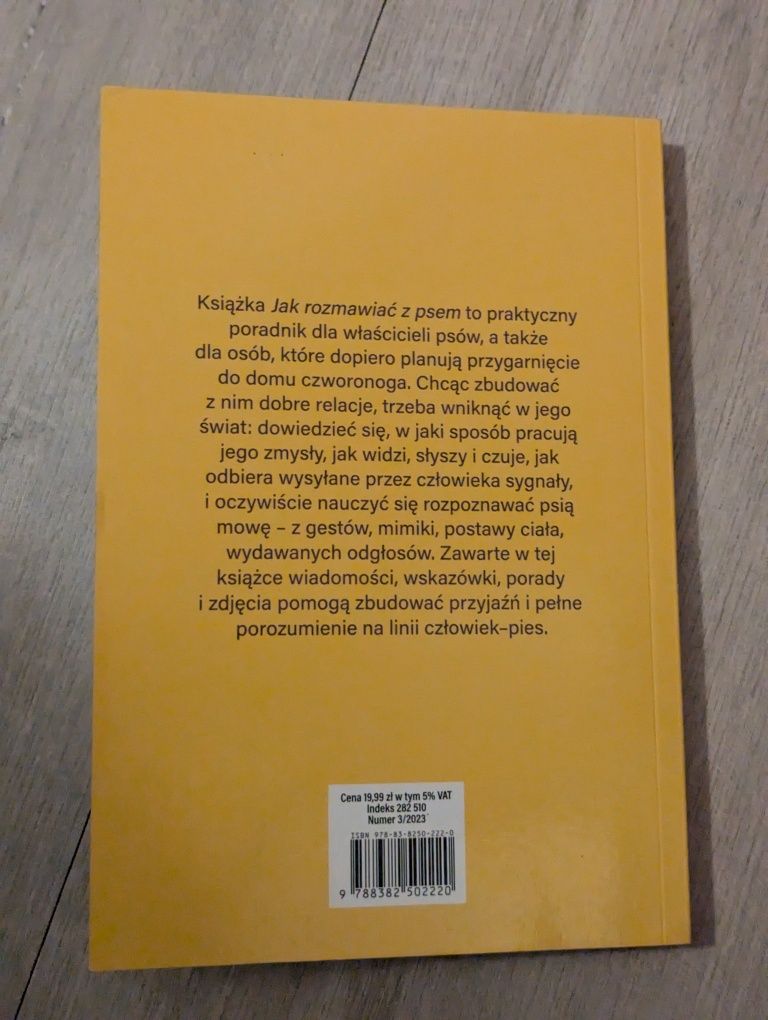 Książka Jak rozmawiać z psem to praktyczny
poradnik dla właścicieli psów, a także
dla osób, które dopiero planują przygarnięcie
do domu czworonoga. Chcąc zbudować
z nim dobre relacje, trzeba wniknąć w jego
świat: dowiedzieć się, w jaki sposób pracują
jego zmysły, jak widzi, słyszy i czuje, jak
odbiera wysyłane przez człowieka sygnały,
i oczywiście nauczyć się rozpoznawać psią
mowę – z gestów, mimiki, postawy ciała,
wydawanych odgłosów. Zawarte w tej
książce wiadomości, wskazówki, porady
i zdjęcia pomogą zbudować przyjaźń i pełne
porozumienie na linii człowiek–pies.
Cena 19,99 zł w tym 5% VAT
Indeks 282 510
Numer 3/2023
ISBN 978-83-8250-222-0
9 788382 502220